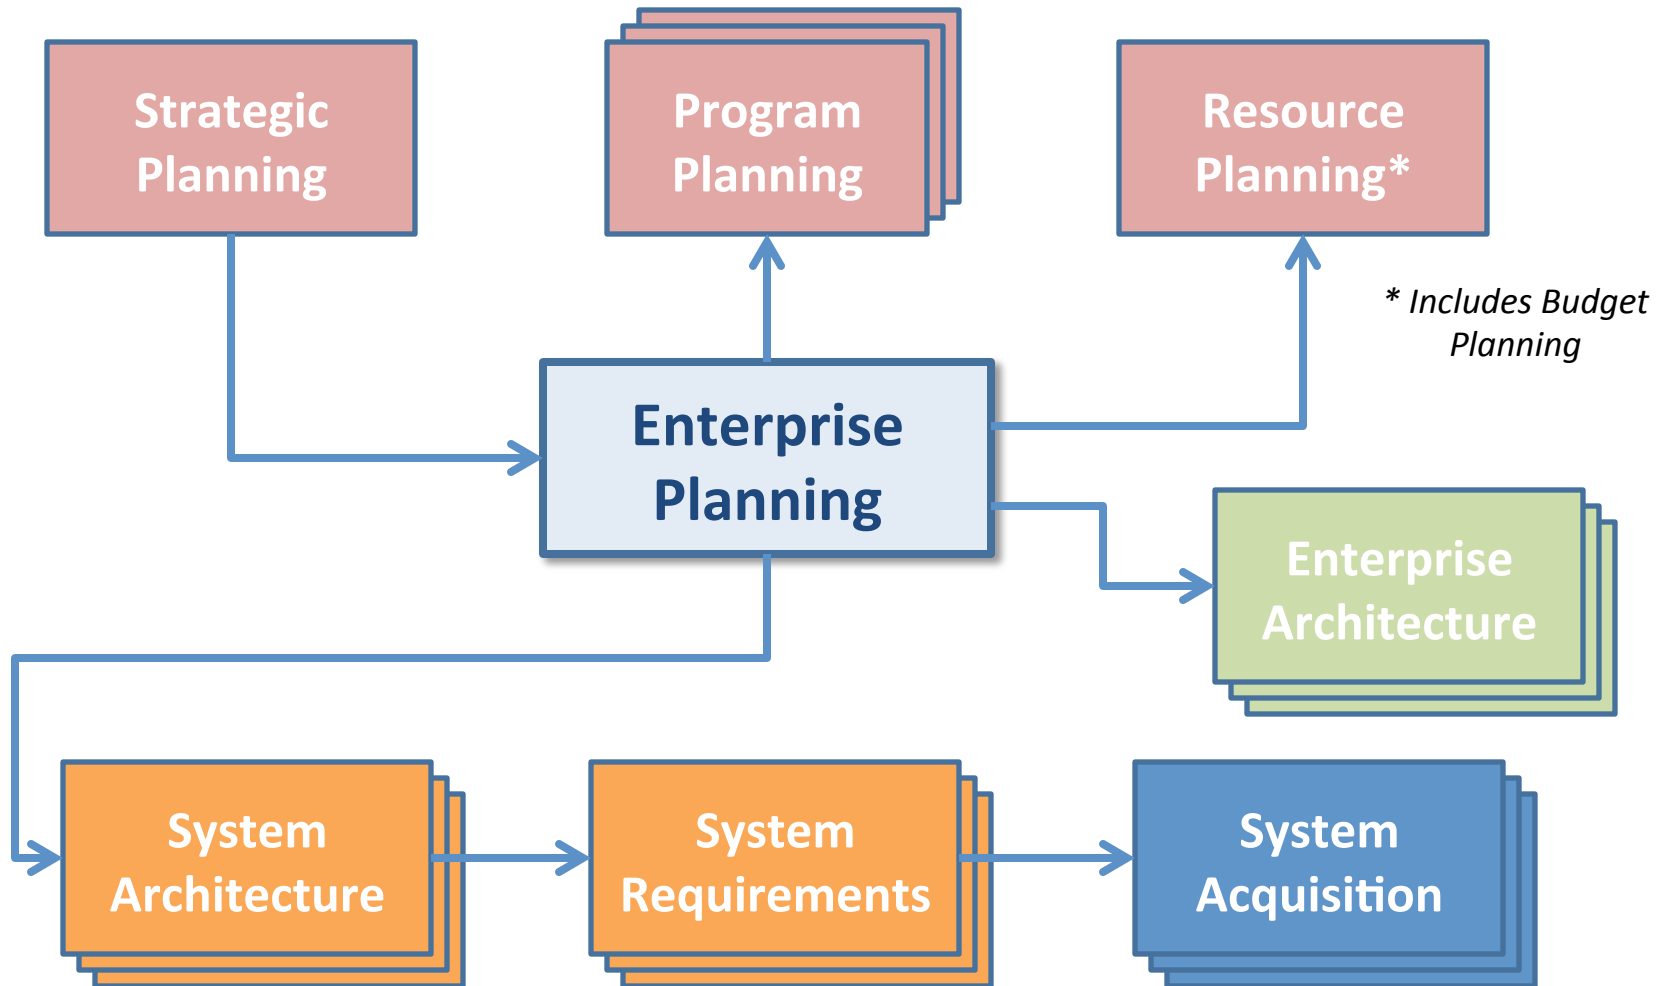 Strategic
Planning
Program
Planning
Resource
Planning*
* Includes Budget
Planning
Enterprise
Planning
Enterprise
Architecture
System
Architecture
System
Requirements
System
Acquisition